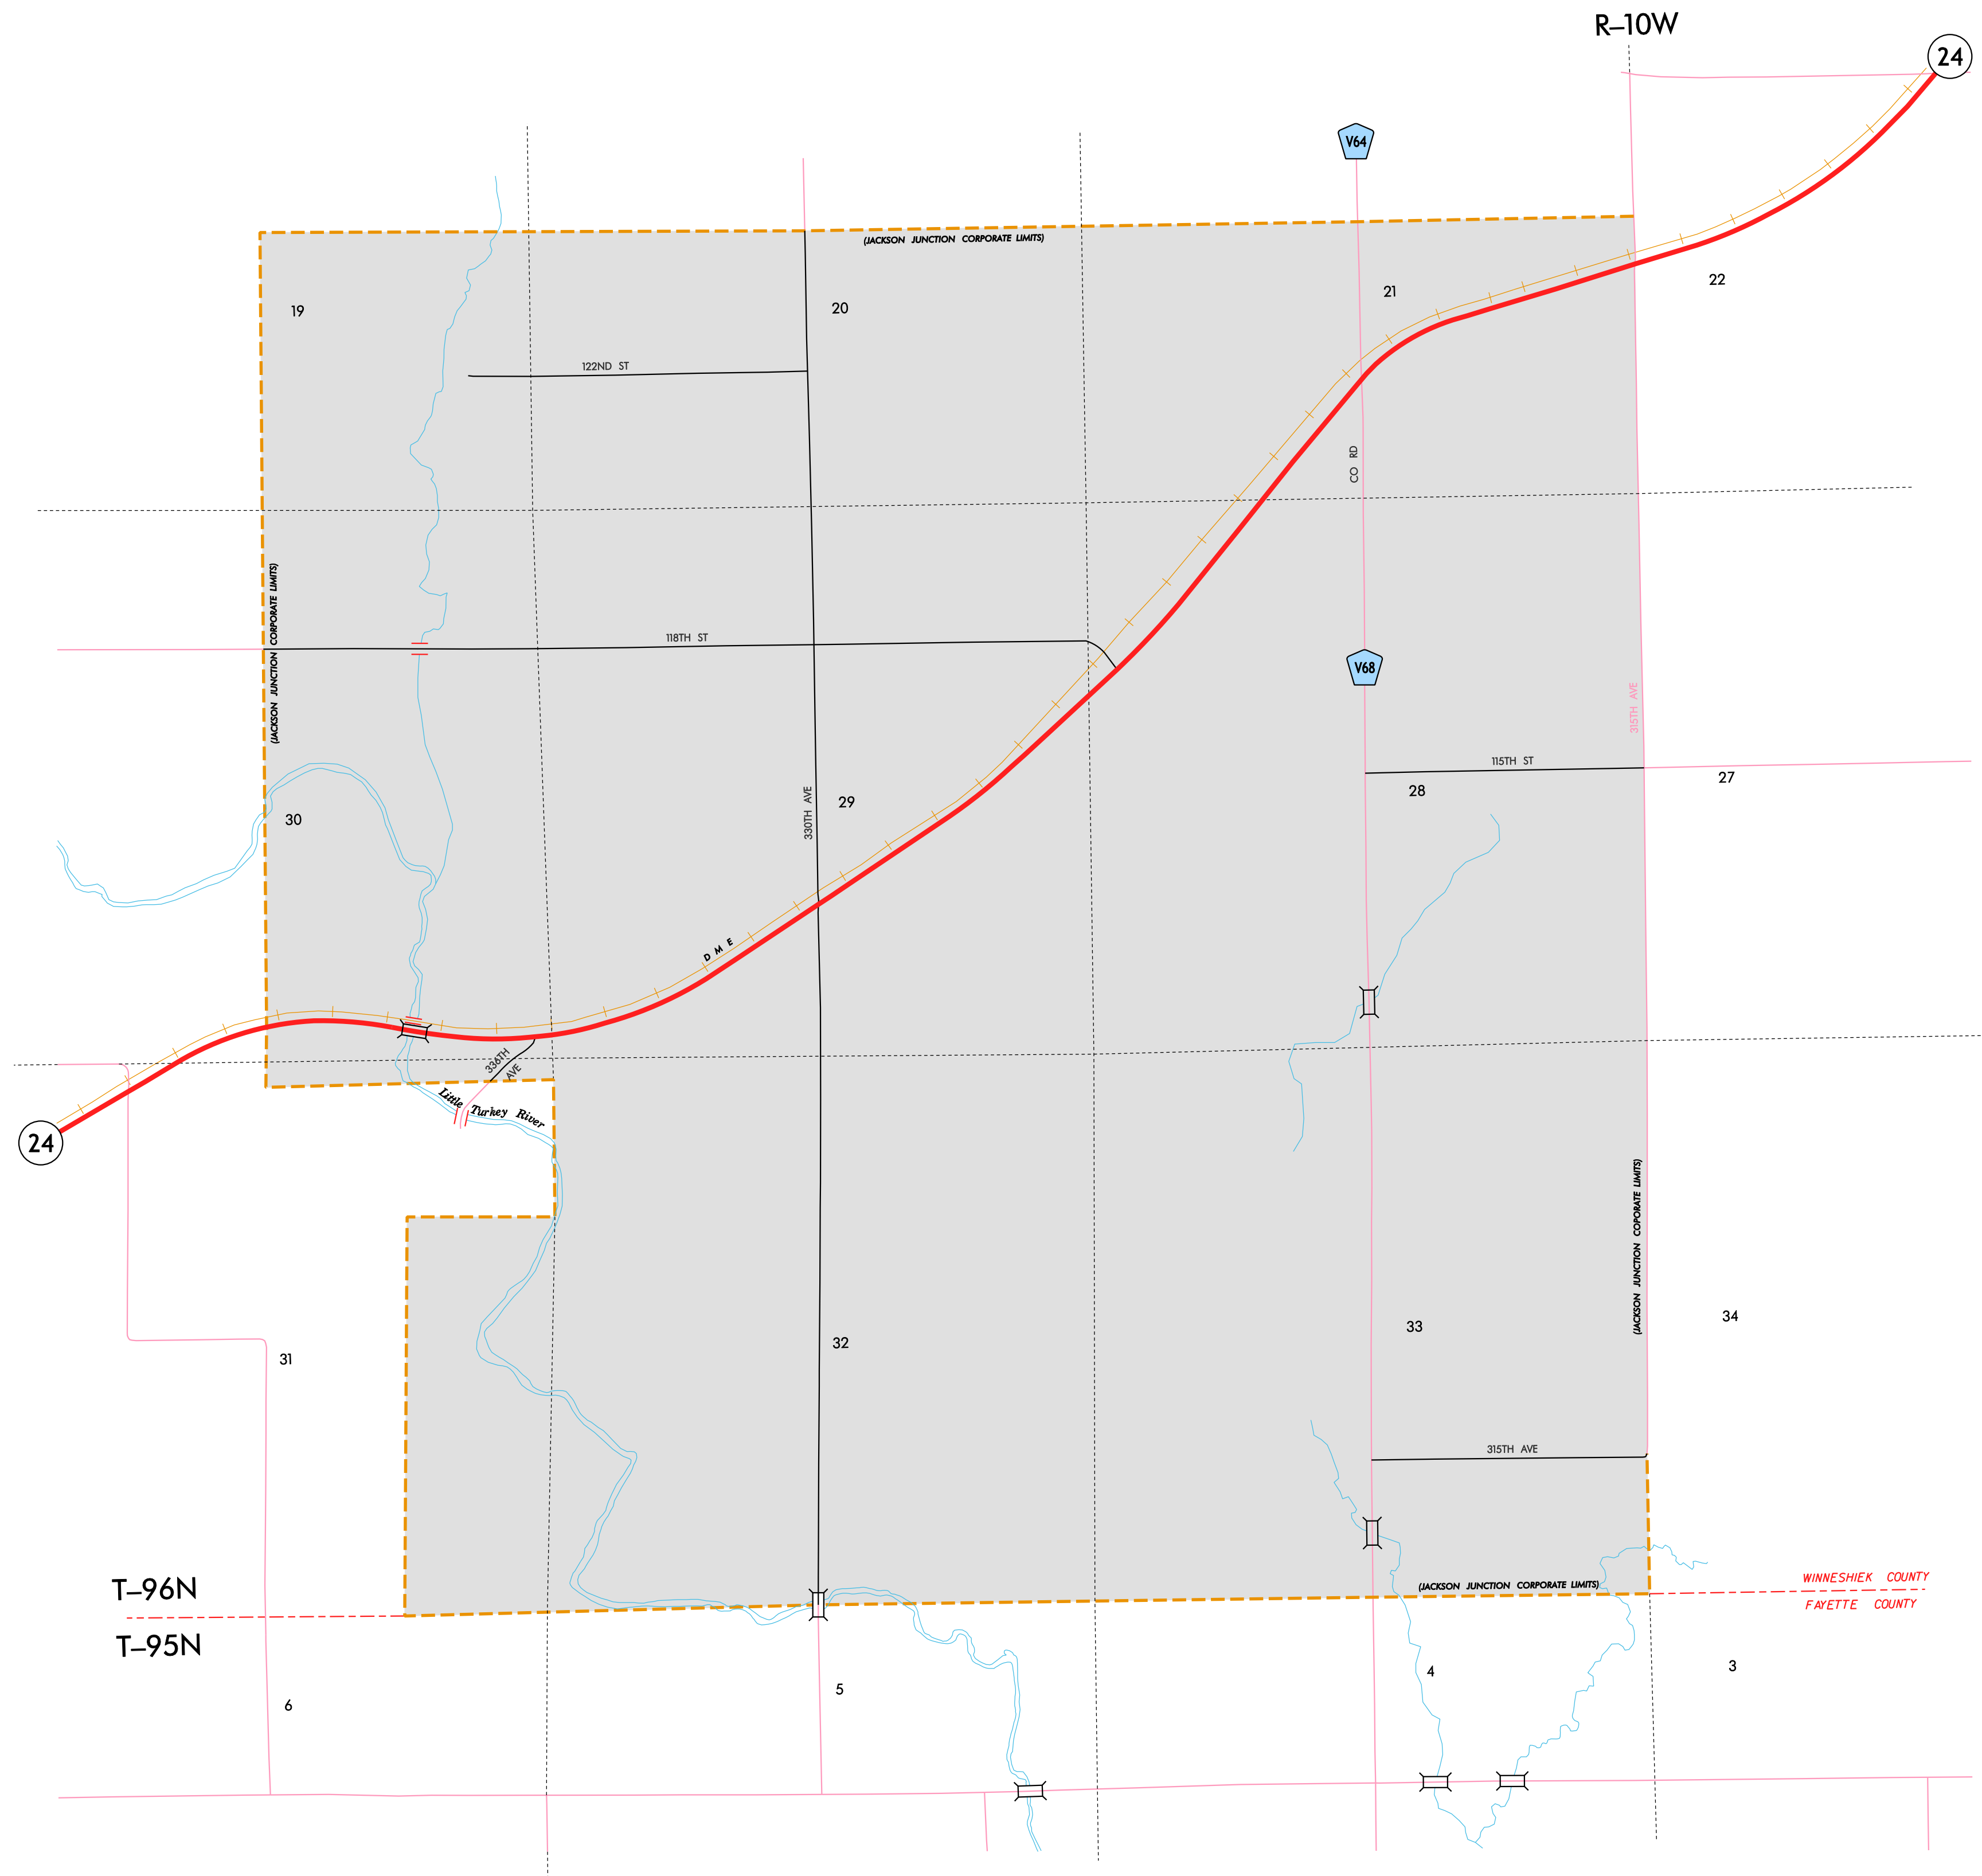 R–10W
24
V64
(JACKSON JUNCTION CORPORATE LIMITS)
19
20
21
22
122ND ST
CO RD
(JACKSON JUNCTION CORPORATE LIMITS)
118TH ST
V68
315TH AVE
115TH ST
330TH AVE
29
28
27
30
D M E
336TH
AVE
Little Turkey River
24
(JACKSON JUNCTION COPORATE LIMITS)
31
32
33
34
315TH AVE
T–96N
(JACKSON JUNCTION CORPORATE LIMITS)
WINNESHIEK COUNTY
FAYETTE COUNTY
T–95N
6
5
4
3